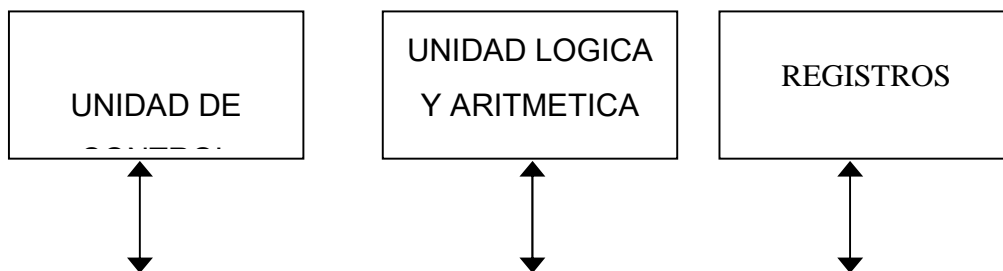 UNIDAD DE
UNIDAD LOGICA
Y ARITMETICA
REGISTROS